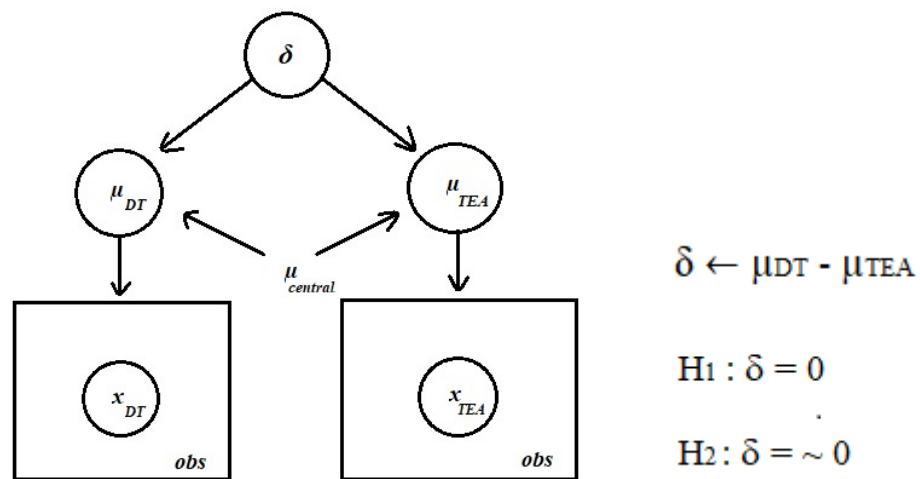 δ
μDT
μTEA
μcentral
δ ← μDT - μTEA
xDT
xTEA
H1 : δ = 0
obs
obs
H2 : δ = ~ 0